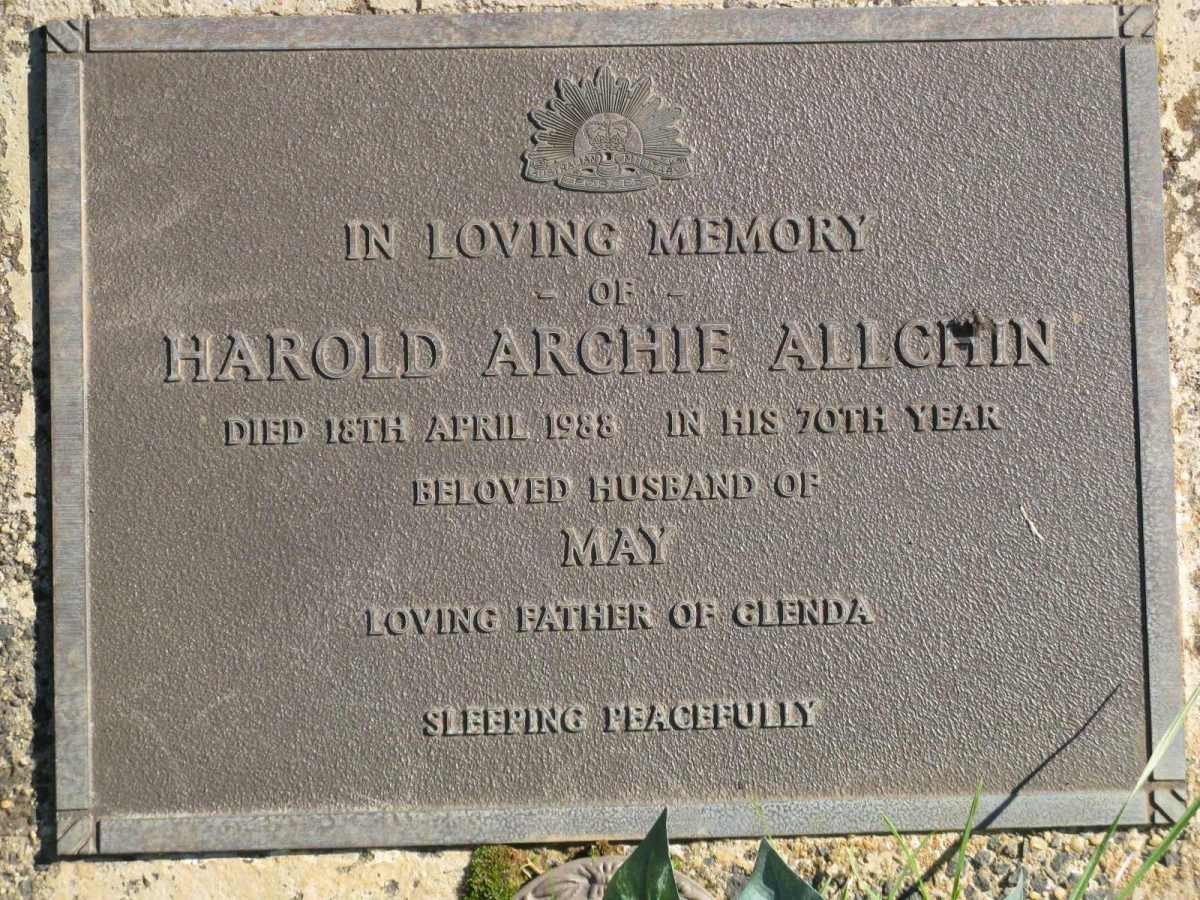 IN LOVING MEMORY
- OF -
HAROLD ARCHIE ALLCHIN
DIED 18TH APRIL 1988 IN HIS 70TH YEAR
BELOVED HUSBAND OF
MAY
LOVING FATHER OF GLENDA
SLEEPING PEACEFULLY